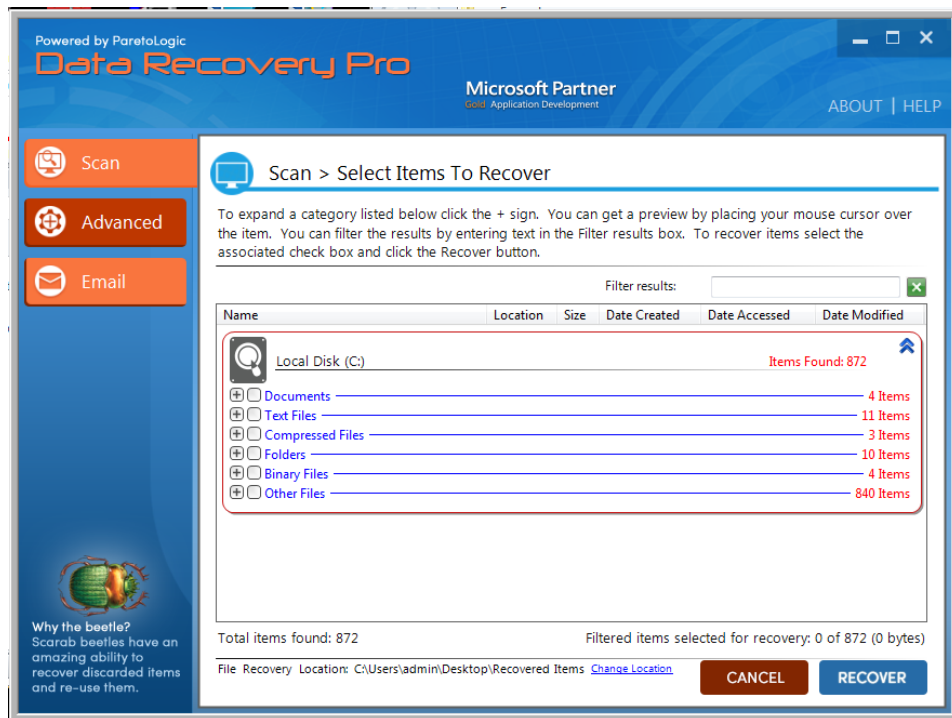 Powered by ParetoLogic
Data Recovery Pro
Microsoft Partner
Gold Application Development
ABOUT | HELP
Scan
Advanced
Email
Scan > Select Items To Recover
To expand a category listed below click the + sign. You can get a preview by placing your mouse cursor over
the item. You can filter the results by entering text in the Filter results box. To recover items select the
associated check box and click the Recover button.
Filter results:
Name Location Size Date Created Date Accessed Date Modified
Local Disk (C:) Items Found: 872
Documents 4 Items
Text Files 11 Items
Compressed Files 3 Items
Folders 10 Items
Binary Files 4 Items
Other Files 840 Items
Why the beetle?
Scarab beetles have an
amazing ability to
recover discarded items
and re-use them.
Total items found: 872 Filtered items selected for recovery: 0 of 872 (0 bytes)
File Recovery Location: C:\Users\admin\Desktop\Recovered Items Change Location
CANCEL RECOVER